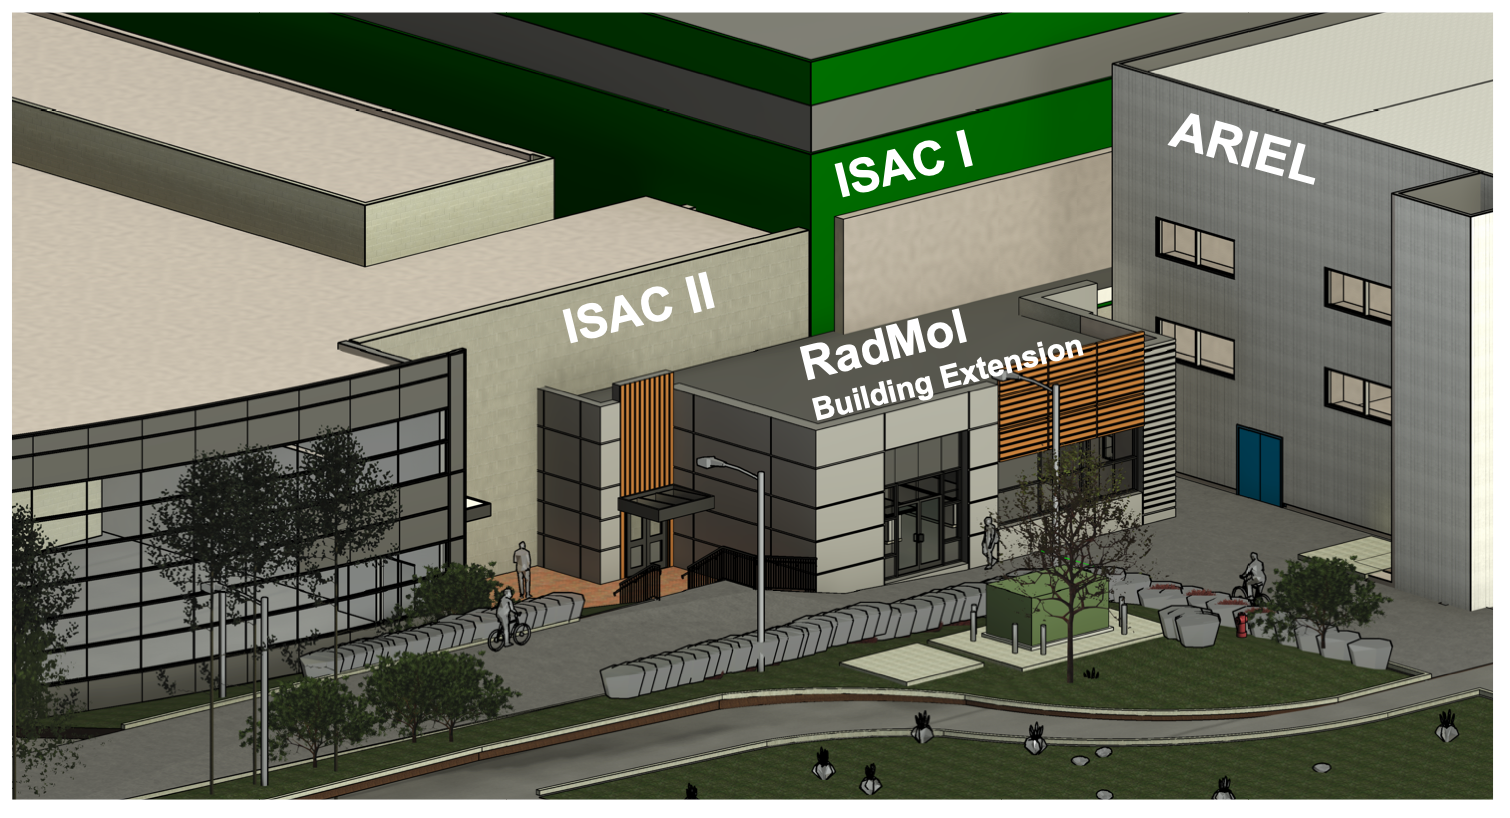 ISAC I
ARIEL
ISAC II
RadMol
Building Extension